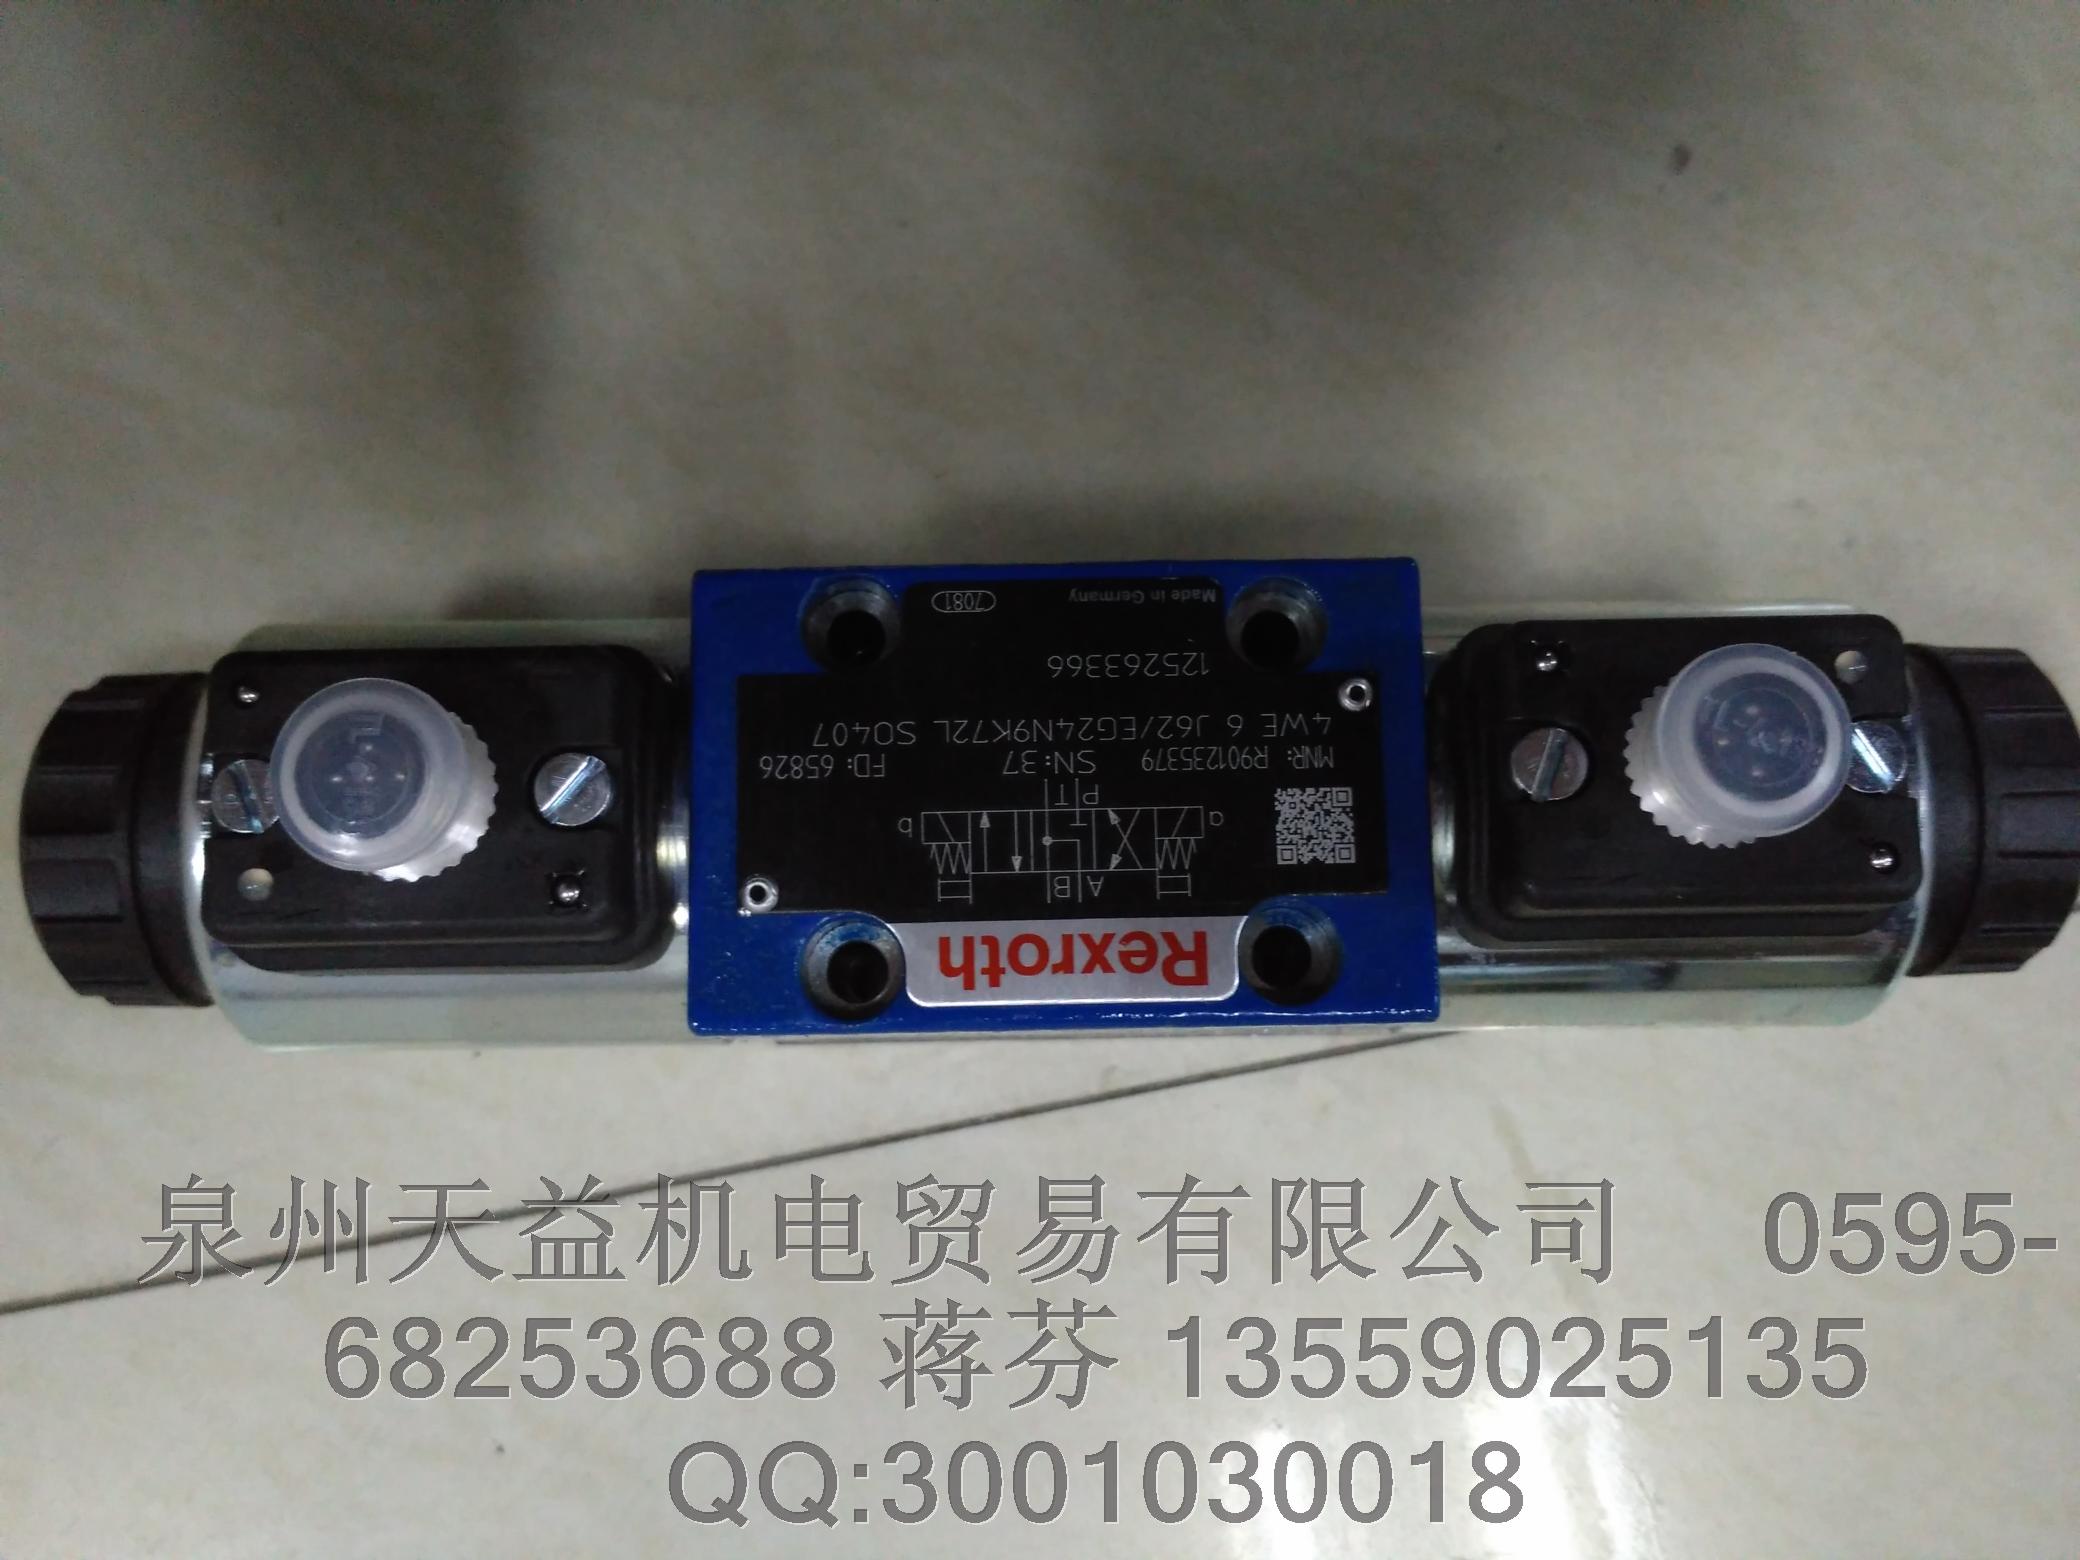 Rexroth
A B
a b
P T
MNR: R901235379 SN:37 FD: 65826
4WE 6 J62/EG24N9K72L SO407
125263366
Made in Germany 7081
泉州天益机电贸易有限公司 0595-
68253688 蒋芬 13559025135
QQ:3001030018